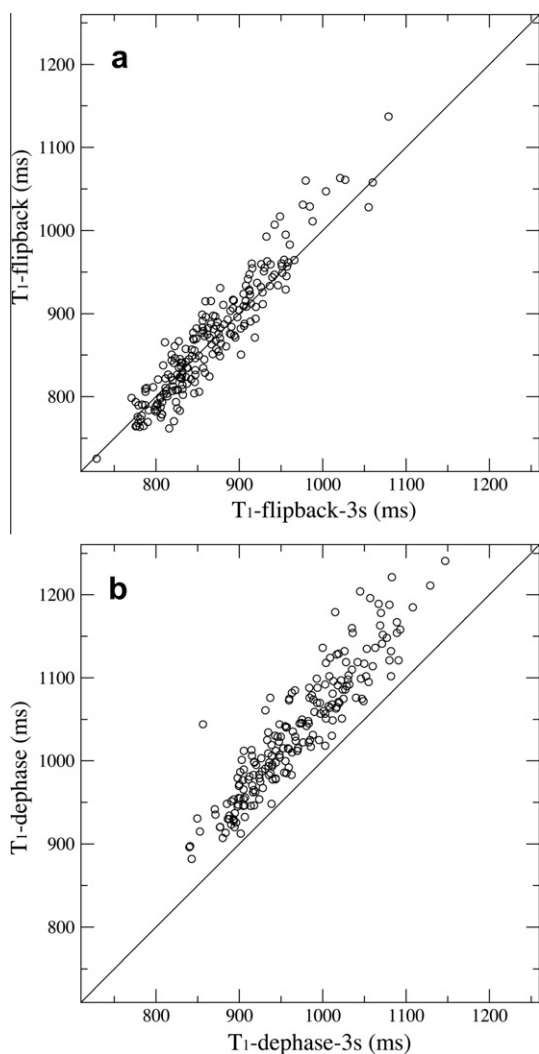 a
1200
1100
1000
900
800
T1-flipback (ms)
800 900 1000 1100 1200
T1-flipback-3s (ms)
b
1200
1100
1000
900
800
T1-dephase (ms)
800 900 1000 1100 1200
T1-dephase-3s (ms)